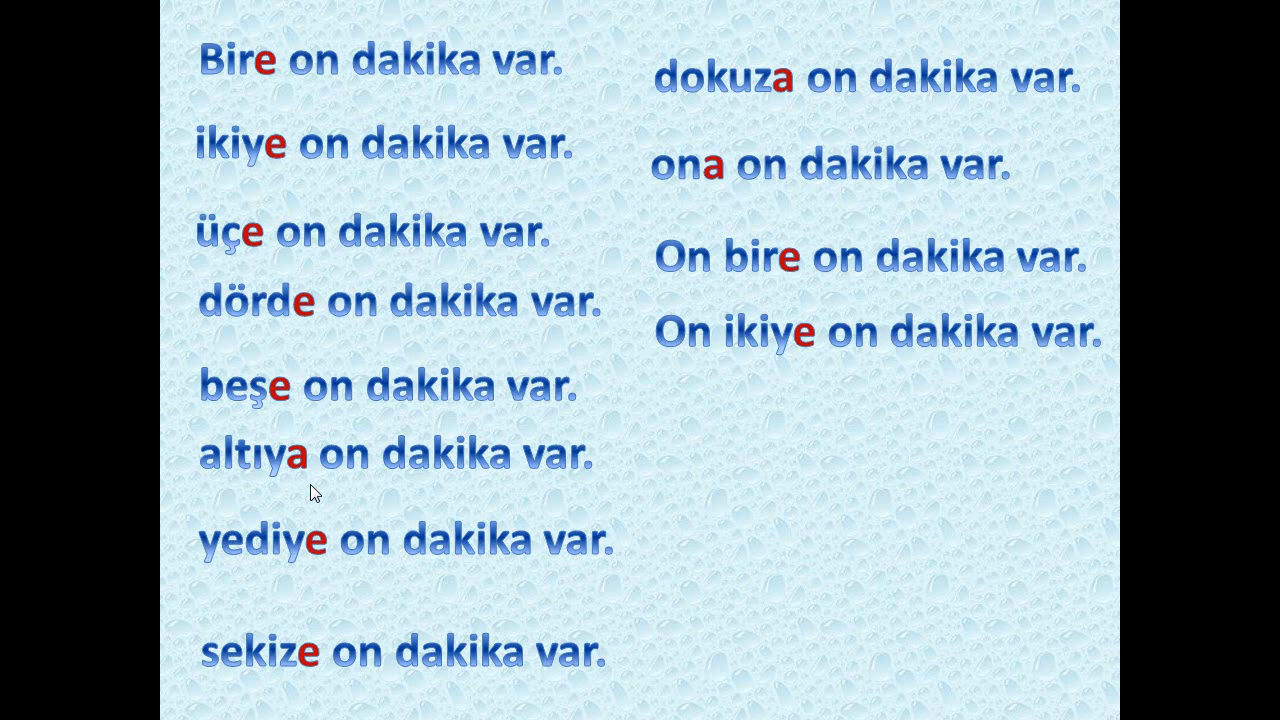 Bire on dakika var.
ikiye on dakika var.
üçe on dakika var.
dörde on dakika var.
beşe on dakika var.
altıya on dakika var.
yediye on dakika var.
sekize on dakika var.
dokuza on dakika var.
ona on dakika var.
On bire on dakika var.
On ikiye on dakika var.